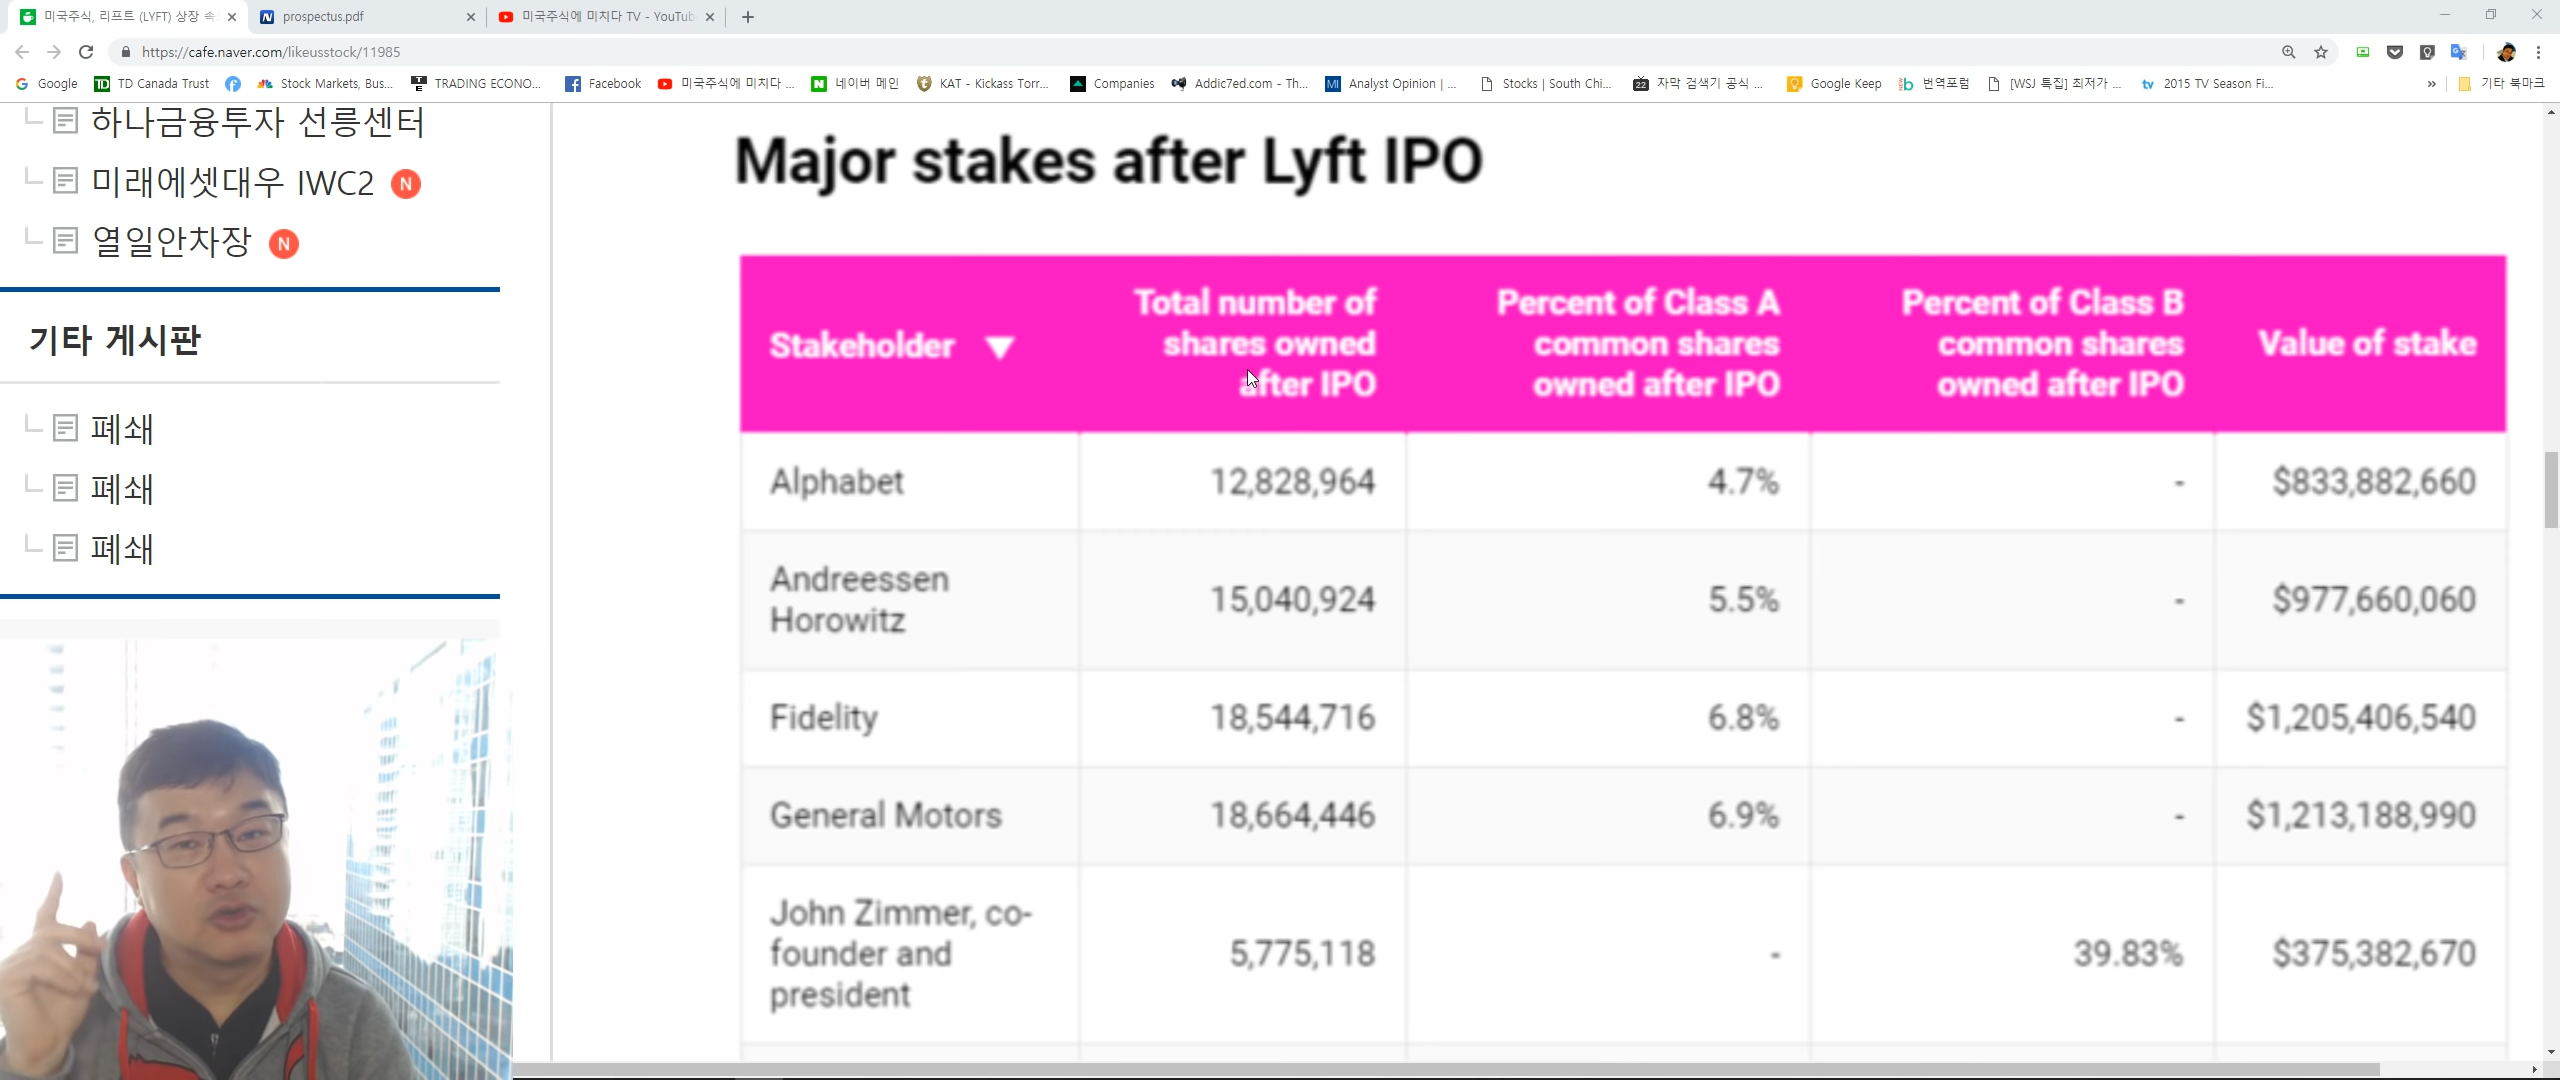 미국주식, 리프트 (LYFT) 상장 속
prospectus.pdf
미국주식에 미치다 TV - YouTub
https://cafe.naver.com/likeusstock/11985
Google
TD Canada Trust
Stock Markets, Bus...
TRADING ECONO...
Facebook
미국주식에 미치다 ...
네이버 메인
KAT - Kickass Torr...
Companies
Addic7ed.com - Th...
Analyst Opinion | ...
Stocks | South Chi...
자막 검색기 공식 ...
Google Keep
번역포럼
[WSJ 특집] 최저가 ...
2015 TV Season Fi...
기타 북마크
하나금융투자 선릉센터
미래에셋대우 IWC2 N
열일안차장 N
기타 게시판
폐쇄
폐쇄
폐쇄
Major stakes after Lyft IPO
Stakeholder
Total number of
shares owned
after IPO
Percent of Class A
common shares
owned after IPO
Percent of Class B
common shares
owned after IPO
Value of stake
Alphabet 12,828,964 4.7% - $833,882,660
Andreessen
Horowitz 15,040,924 5.5% - $977,660,060
Fidelity 18,544,716 6.8% - $1,205,406,540
General Motors 18,664,446 6.9% - $1,213,188,990
John Zimmer, co-
founder and 5,775,118 - 39.83% $375,382,670
president